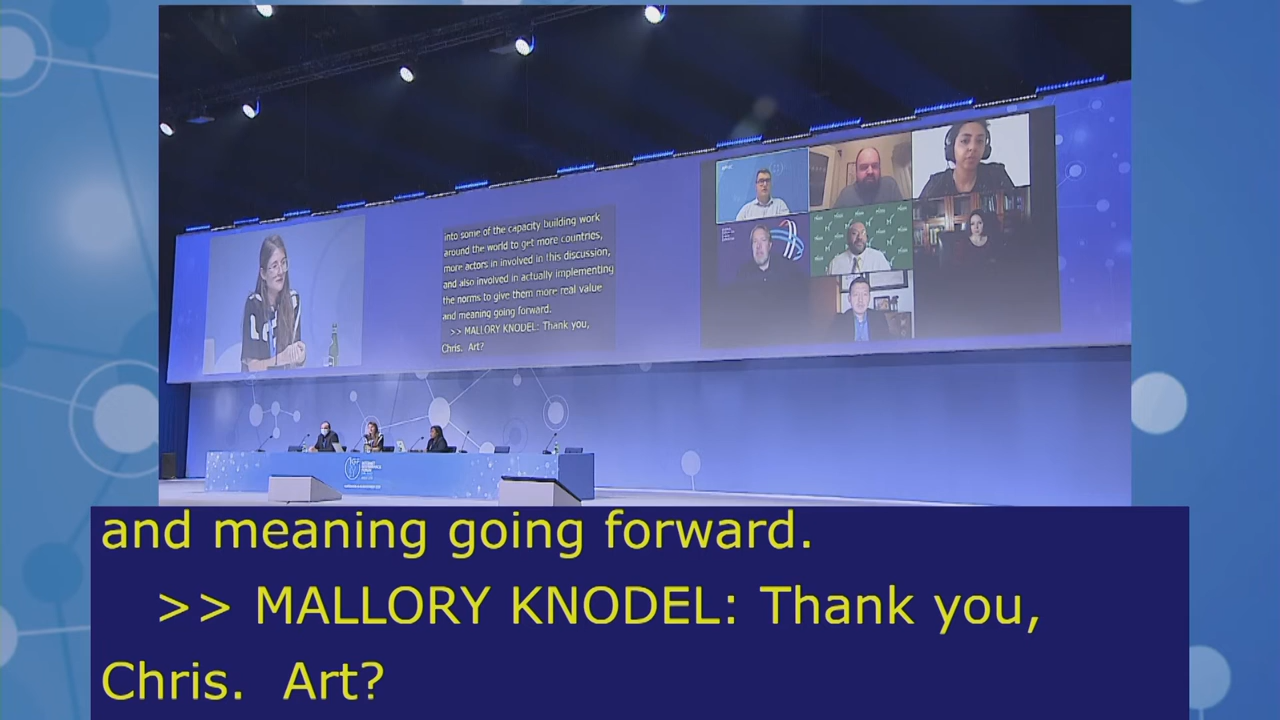 into some of the capacity building work
around the world to get more countries,
more actors in involved in this discussion,
and also involved in actually implementing
the norms to give them more real value
and meaning going forward.
>> MALLORY KNODEL: Thank you,
Chris.  Art?
and meaning going forward.
>> MALLORY KNODEL: Thank you,
Chris.  Art?